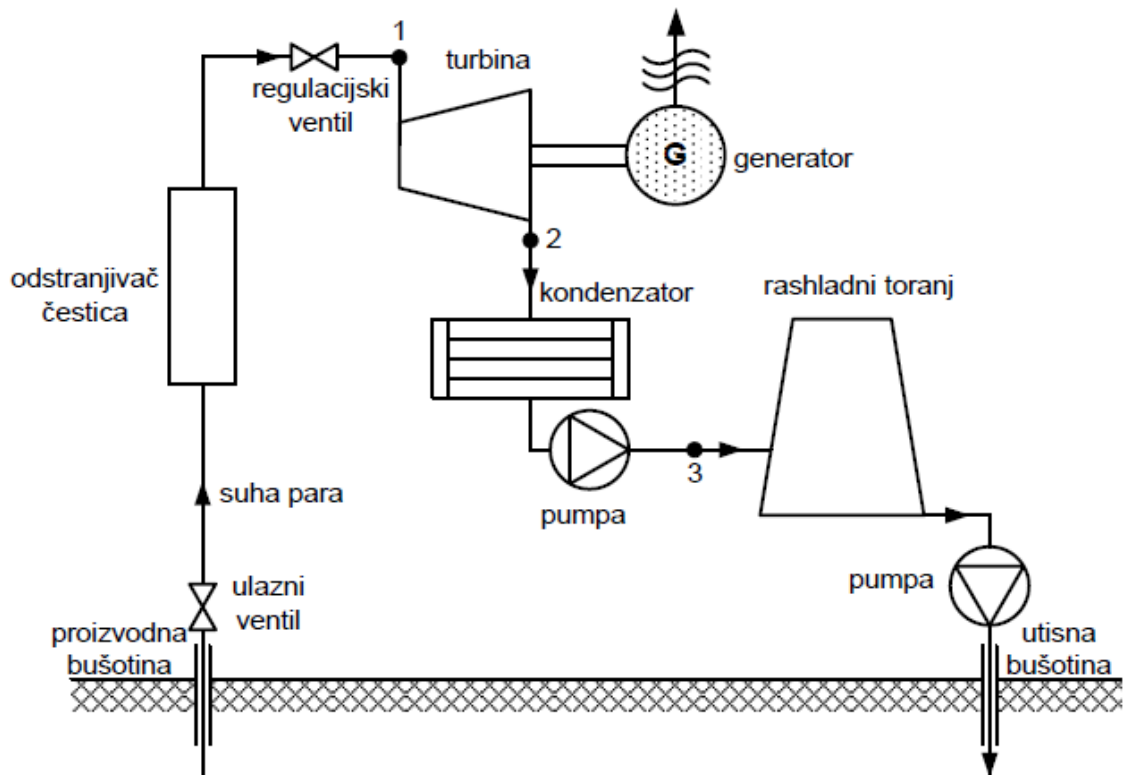 1
turbina
regulacijski
ventil
G
generator
2
odstranjivač
čestica
kondenzator
rashladni toranj
3
suha para
pumpa
ulazni
ventil
pumpa
proizvodna
bušotina
utisna
bušotina